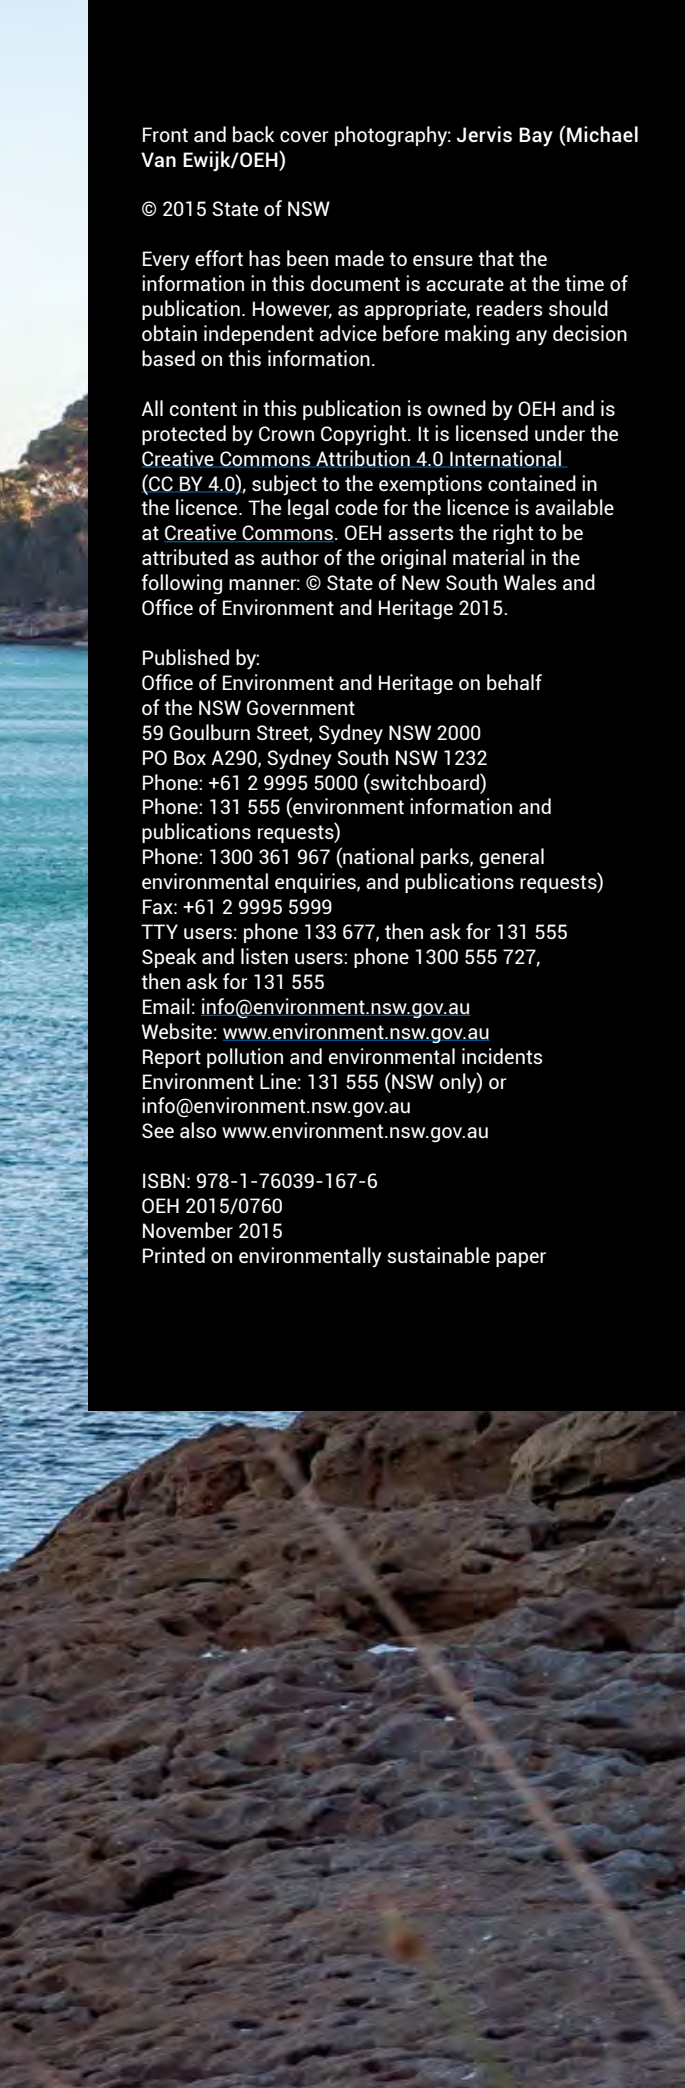 Front and back cover photography: Jervis Bay (Michael
Van Ewijk/OEH)
© 2015 State of NSW
Every effort has been made to ensure that the
information in this document is accurate at the time of
publication. However, as appropriate, readers should
obtain independent advice before making any decision
based on this information.
All content in this publication is owned by OEH and is
protected by Crown Copyright. It is licensed under the
Creative Commons Attribution 4.0 International
(CC BY 4.0), subject to the exemptions contained in
the licence. The legal code for the licence is available
at Creative Commons. OEH asserts the right to be
attributed as author of the original material in the
following manner: © State of New South Wales and
Office of Environment and Heritage 2015.
Published by:
Office of Environment and Heritage on behalf
of the NSW Government
59 Goulburn Street, Sydney NSW 2000
PO Box A290, Sydney South NSW 1232
Phone: +61 2 9995 5000 (switchboard)
Phone: 131 555 (environment information and
publications requests)
Phone: 1300 361 967 (national parks, general
environmental enquiries, and publications requests)
Fax: +61 2 9995 5999
TTY users: phone 133 677, then ask for 131 555
Speak and listen users: phone 1300 555 727,
then ask for 131 555
Email: info@environment.nsw.gov.au
Website: www.environment.nsw.gov.au
Report pollution and environmental incidents
Environment Line: 131 555 (NSW only) or
info@environment.nsw.gov.au
See also www.environment.nsw.gov.au
ISBN: 978-1-76039-167-6
OEH 2015/0760
November 2015
Printed on environmentally sustainable paper